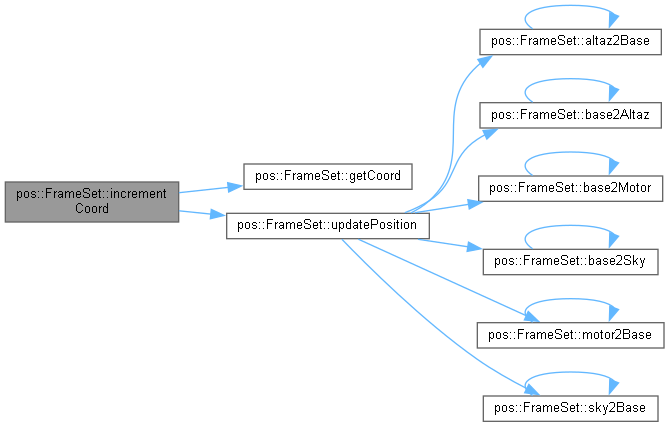 pos::FrameSet::increment
Coord
pos::FrameSet::getCoord
pos::FrameSet::updatePosition
pos::FrameSet::altaz2Base
pos::FrameSet::base2Altaz
pos::FrameSet::base2Motor
pos::FrameSet::base2Sky
pos::FrameSet::motor2Base
pos::FrameSet::sky2Base